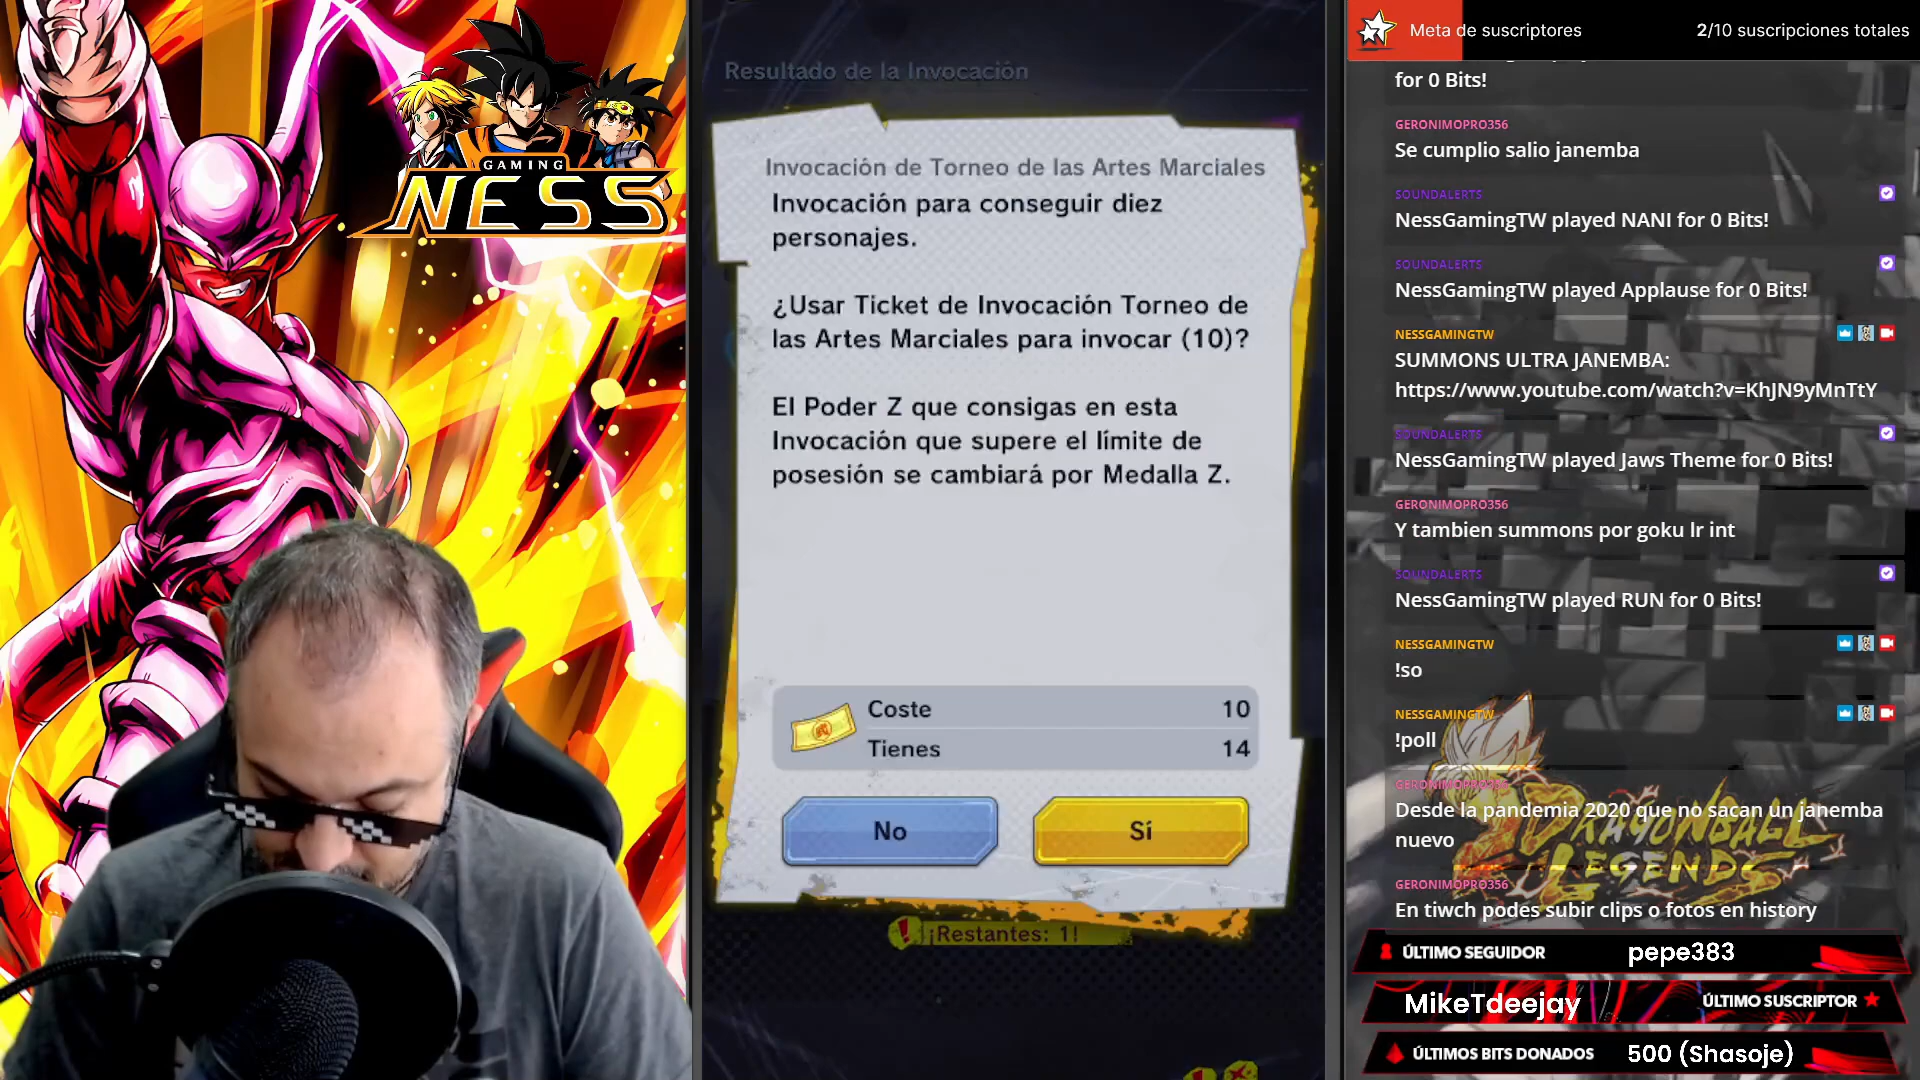 GAMING
NESS
Resultado de la Invocación
Invocación de Torneo de las Artes Marciales
Invocación para conseguir diez
personajes.
¿Usar Ticket de Invocación Torneo de
las Artes Marciales para invocar (10)?
El Poder Z que consigas en esta
Invocación que supere el límite de
posesión se cambiará por Medalla Z.
Coste 10
Tienes 14
No
Sí
¡Restantes: 1!
Meta de suscriptores 2/10 suscripciones totales
for 0 Bits!
GERONIMOPRO356
Se cumplio salio janemba
SOUNDALERTS
NessGamingTW played NANI for 0 Bits!
SOUNDALERTS
NessGamingTW played Applause for 0 Bits!
NESSGAMINGTW
SUMMONS ULTRA JANEMBA:
https://www.youtube.com/watch?v=KhJN9yMnTtY
SOUNDALERTS
NessGamingTW played Jaws Theme for 0 Bits!
GERONIMOPRO356
Y tambien summons por goku lr int
SOUNDALERTS
NessGamingTW played RUN for 0 Bits!
NESSGAMINGTW
!so
NESSGAMINGTW
!poll
GERONIMOPRO356
Desde la pandemia 2020 que no sacan un janemba
nuevo
DRAGONBALL
LEGENDS
GERONIMOPRO356
En tiwch podes subir clips o fotos en history
ÚLTIMO SEGUIDOR pepe383
MikeTdeejay ÚLTIMO SUSCRIPTOR
ÚLTIMOS BITS DONADOS 500 (Shasoje)